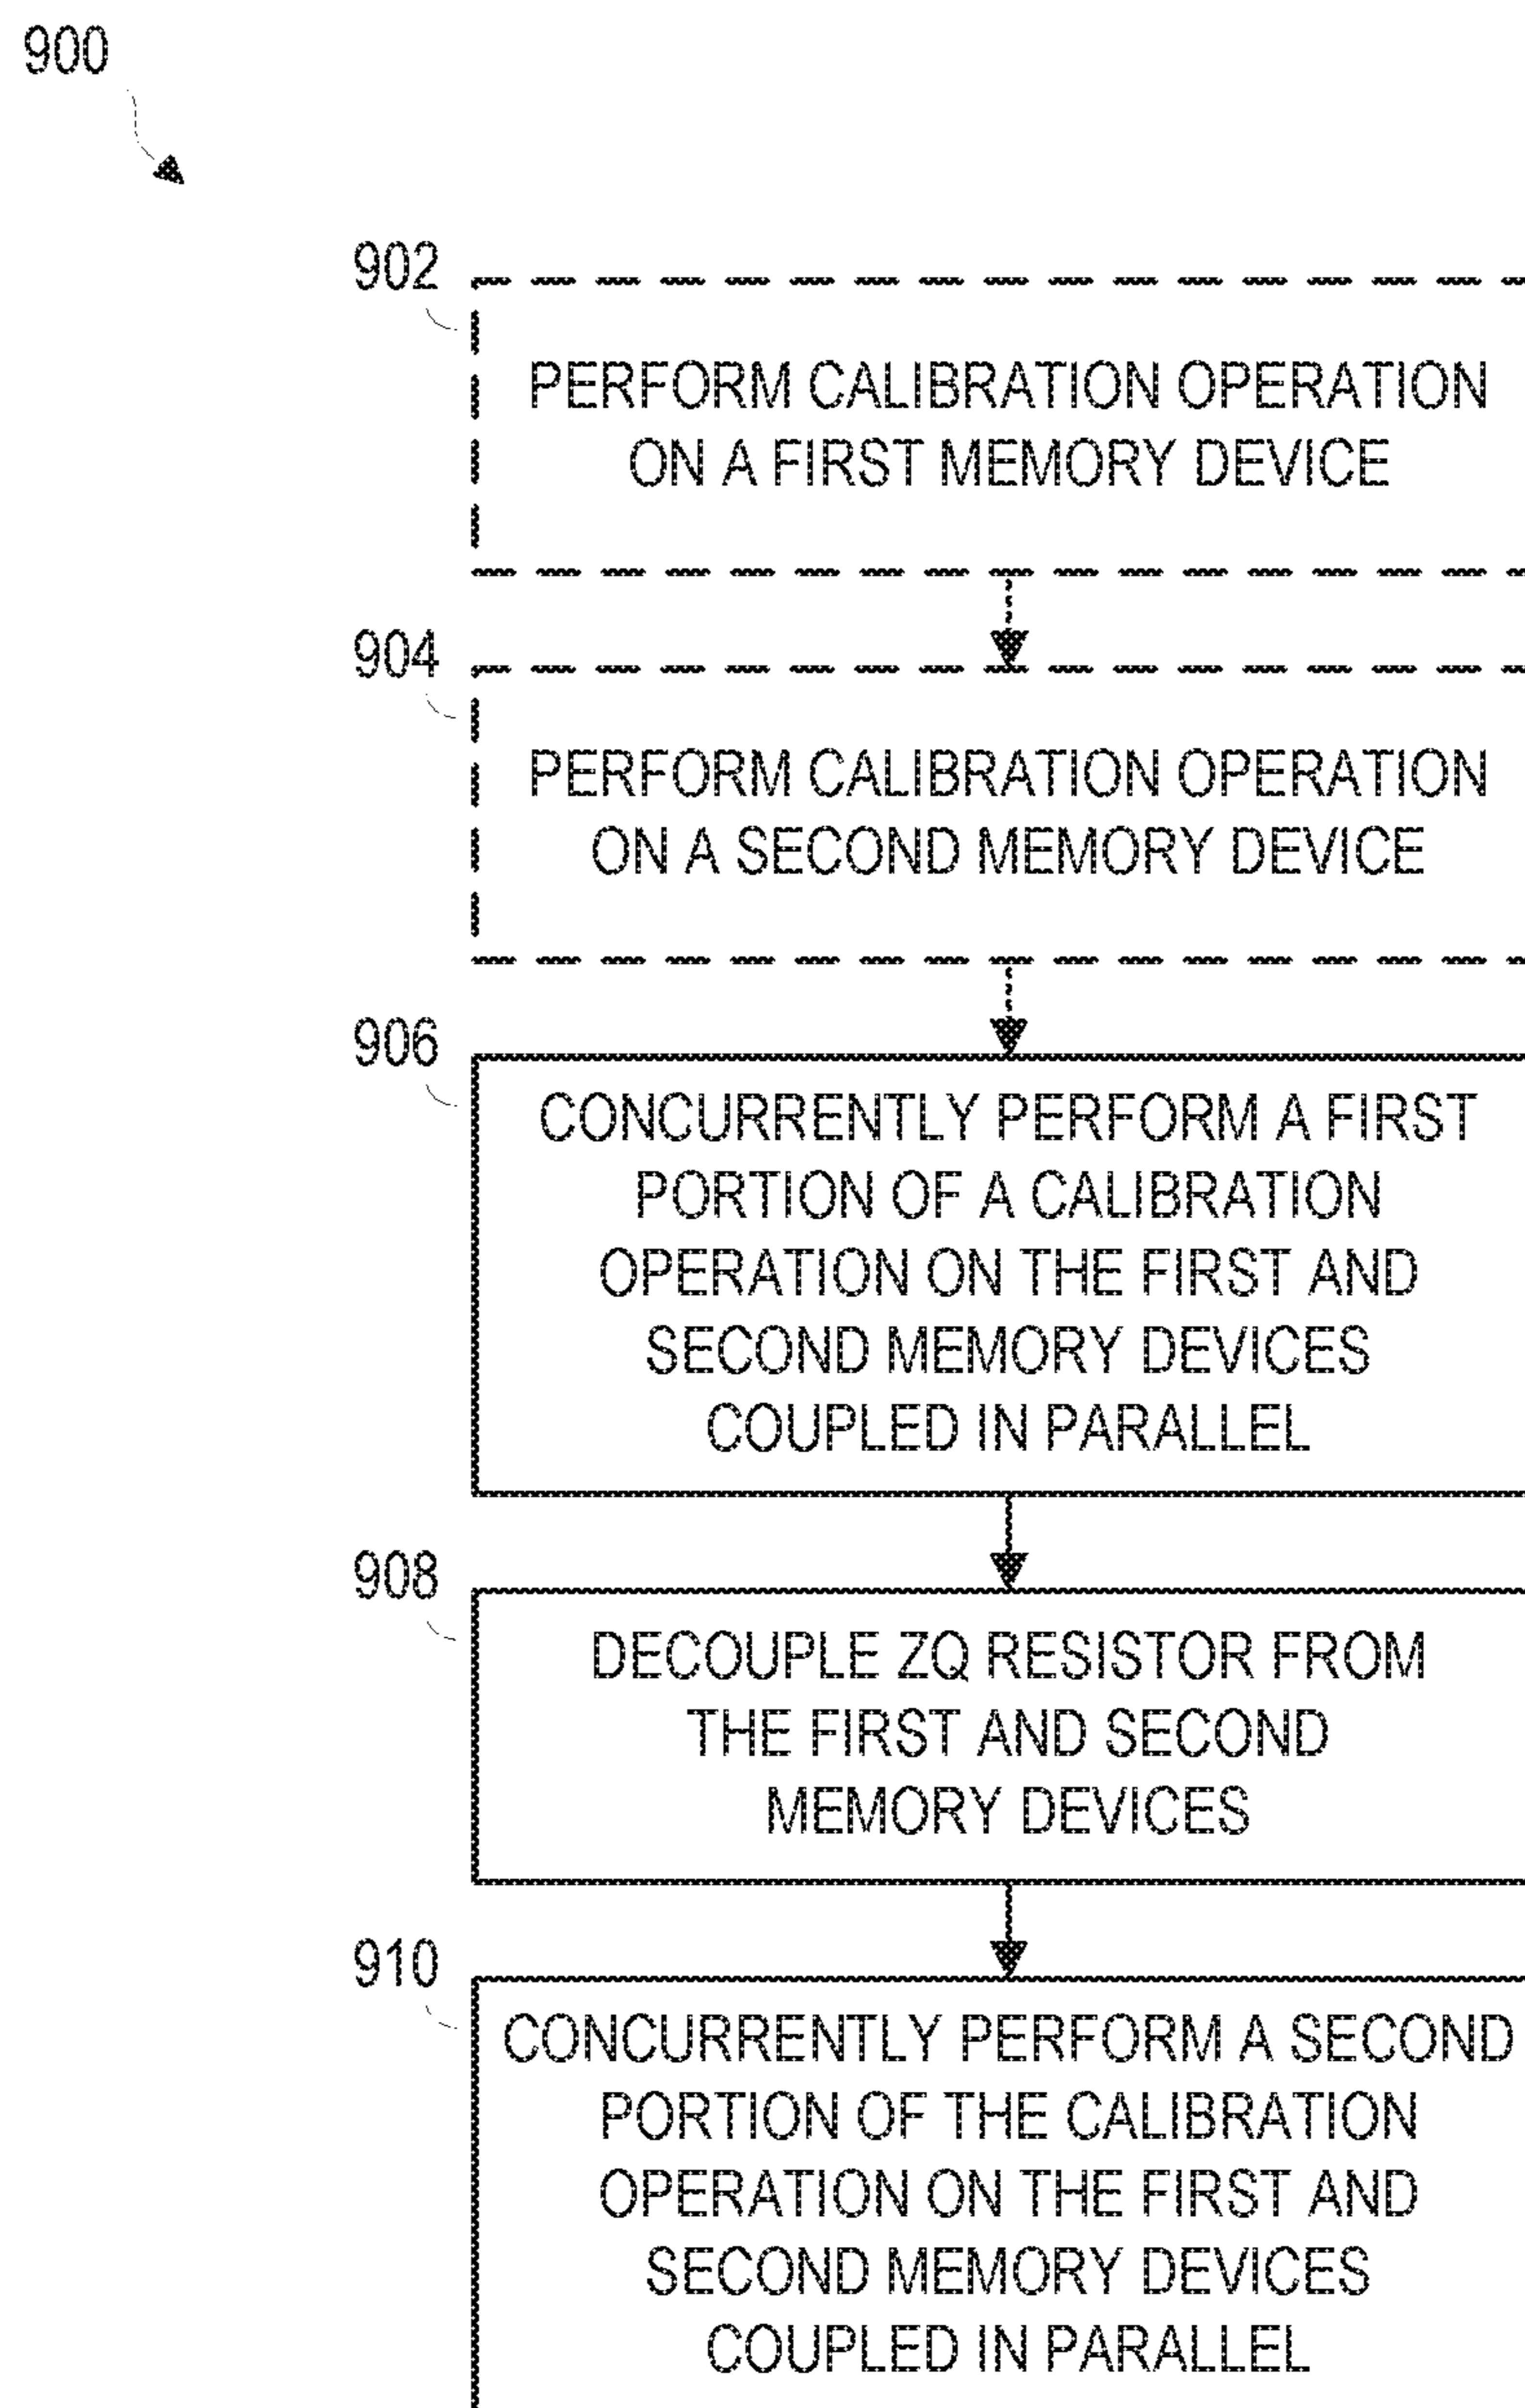 900
902
PERFORM CALIBRATION OPERATION
ON A FIRST MEMORY DEVICE
904
PERFORM CALIBRATION OPERATION
ON A SECOND MEMORY DEVICE
906
CONCURRENTLY PERFORM A FIRST
PORTION OF A CALIBRATION
OPERATION ON THE FIRST AND
SECOND MEMORY DEVICES
COUPLED IN PARALLEL
908
DECOUPLE ZQ RESISTOR FROM
THE FIRST AND SECOND
MEMORY DEVICES
910
CONCURRENTLY PERFORM A SECOND
PORTION OF THE CALIBRATION
OPERATION ON THE FIRST AND
SECOND MEMORY DEVICES
COUPLED IN PARALLEL